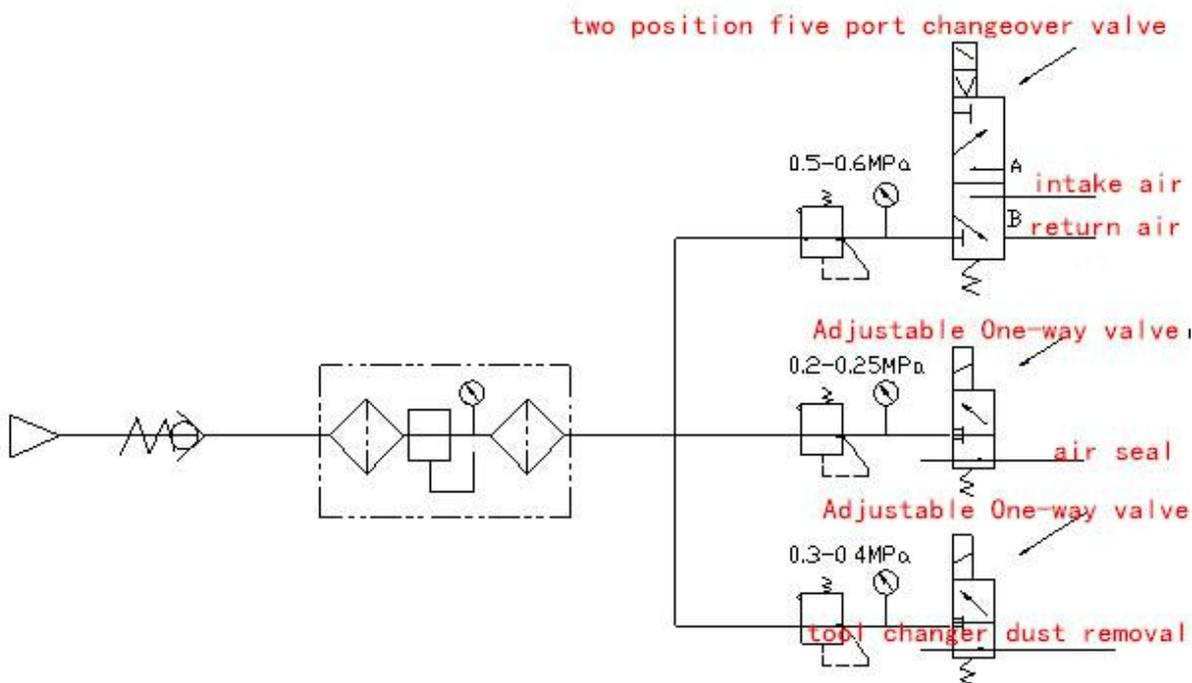 two position five port changeover valve
0.5-0.6MPa
A
intake air
B
return air
Adjustable One-way valve
0.2-0.25MPa
air seal
Adjustable One-way valve
0.3-0.4MPa
tool changer dust removal